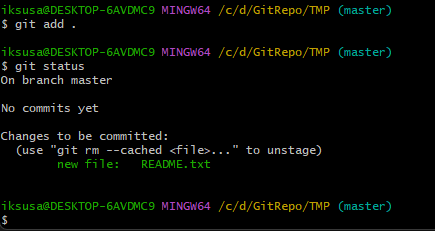 iksusa@DESKTOP-6AVDMC9 MINGW64 /c/d/GitRepo/TMP (master)
$ git add .
iksusa@DESKTOP-6AVDMC9 MINGW64 /c/d/GitRepo/TMP (master)
$ git status
On branch master
No commits yet
Changes to be committed:
  (use "git rm --cached <file>..." to unstage)
        new file:   README.txt
iksusa@DESKTOP-6AVDMC9 MINGW64 /c/d/GitRepo/TMP (master)
$